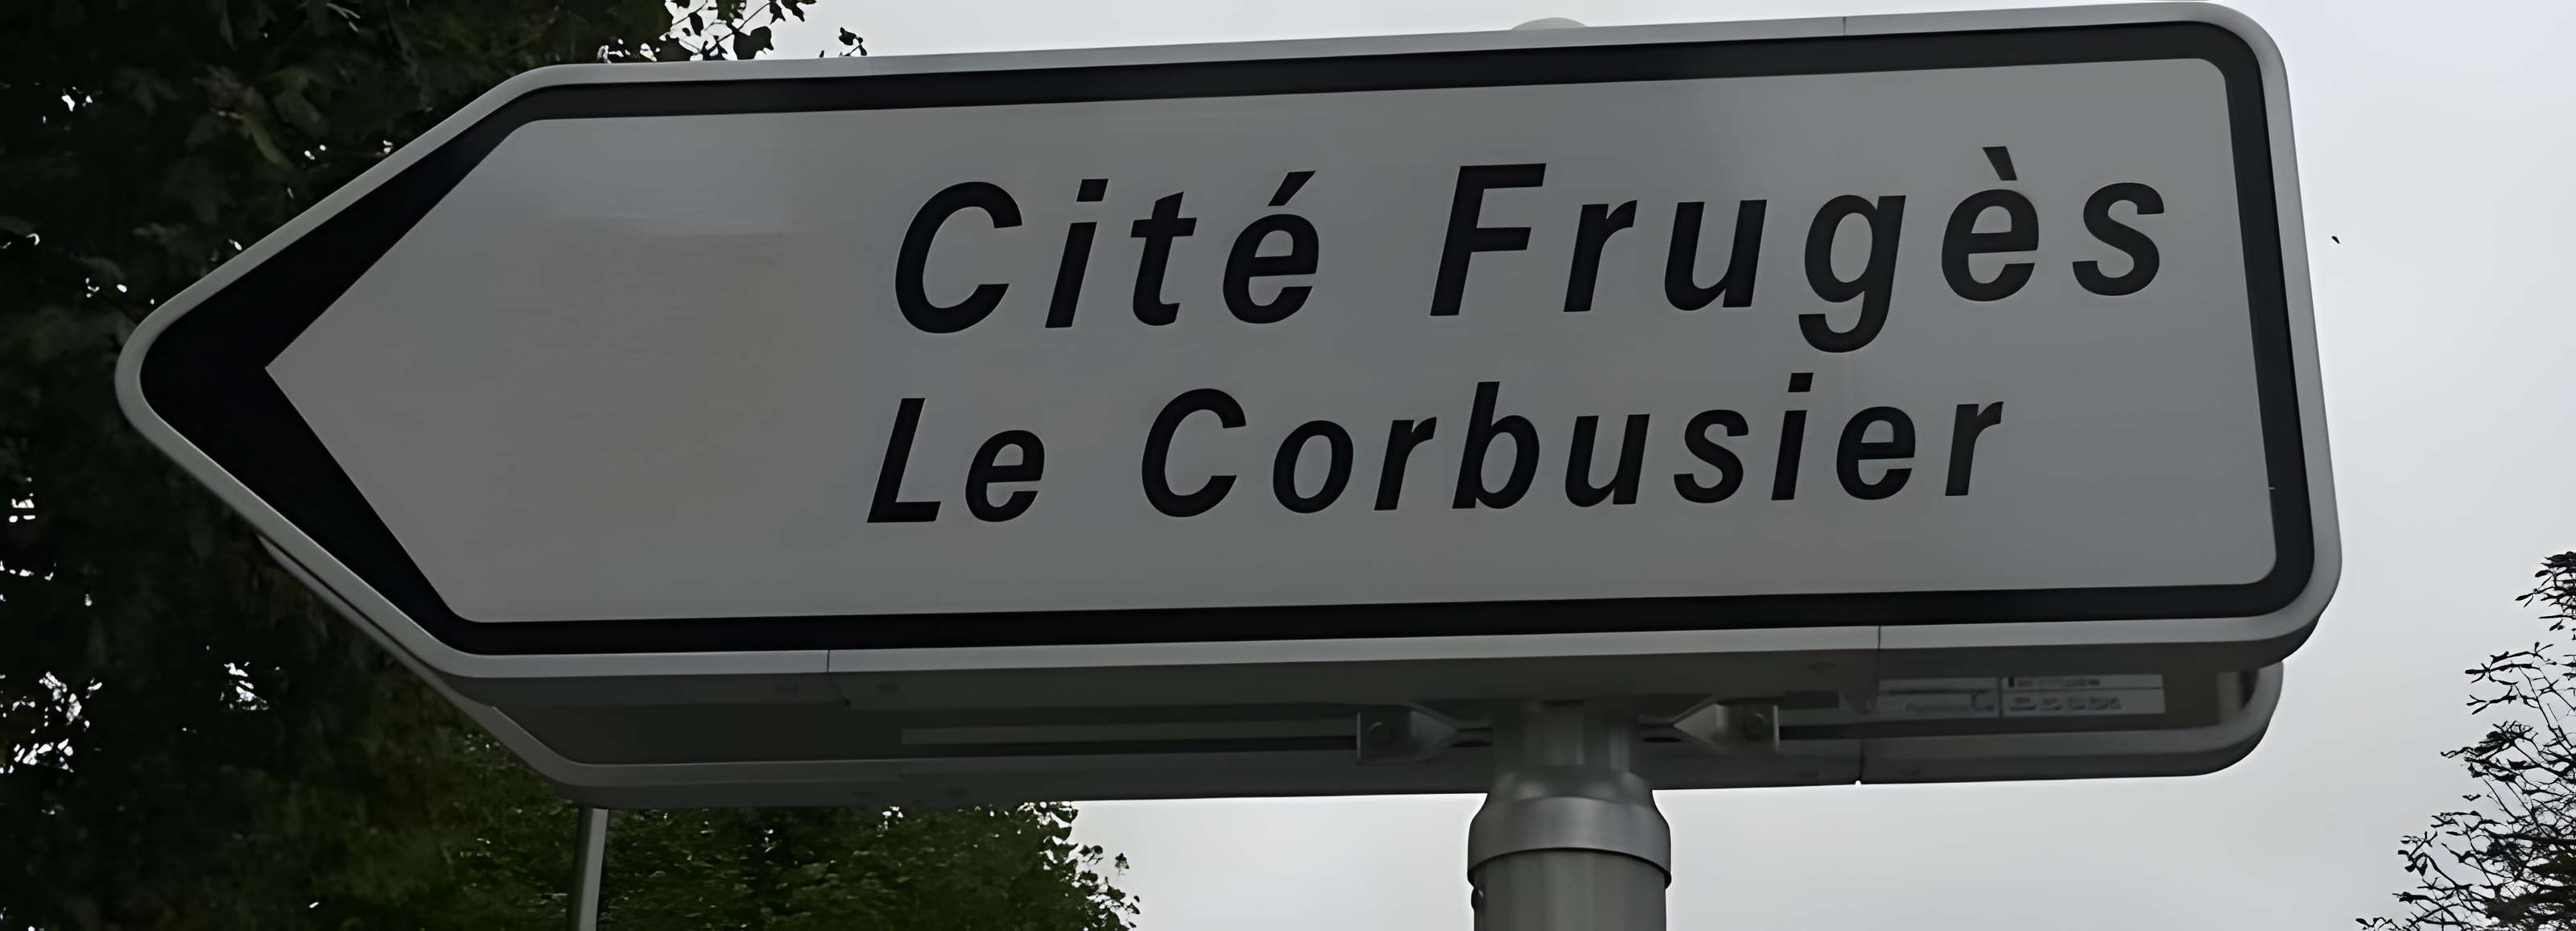 Cité Frugès
Le Corbusier